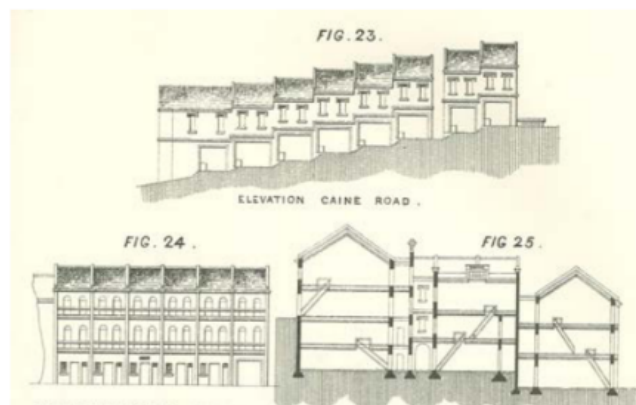 FIG. 23.
ELEVATION CAINE ROAD.
FIG. 24.
FIG 25